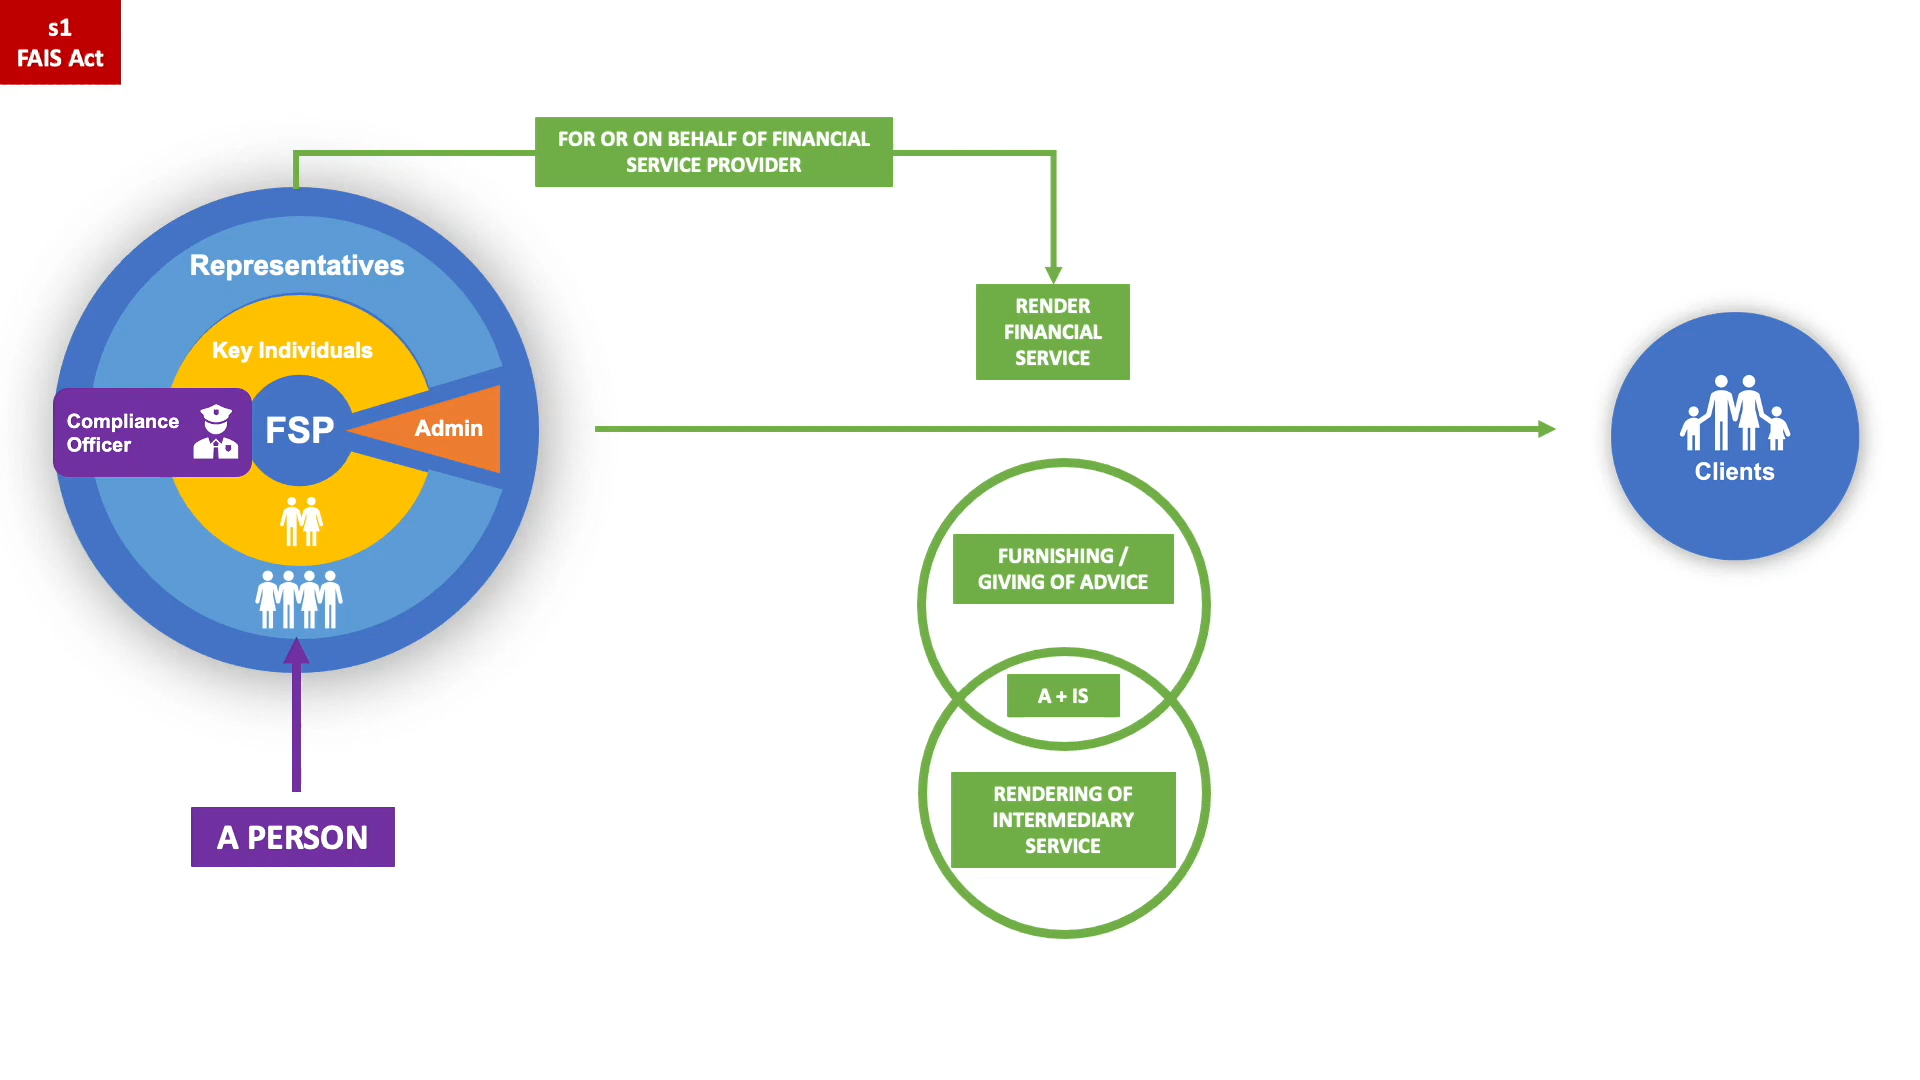 s1
FAIS Act
FOR OR ON BEHALF OF FINANCIAL
SERVICE PROVIDER
Representatives
Key Individuals
Compliance
Officer
FSP
Admin
RENDER
FINANCIAL
SERVICE
Clients
FURNISHING /
GIVING OF ADVICE
A + IS
RENDERING OF
INTERMEDIARY
SERVICE
A PERSON